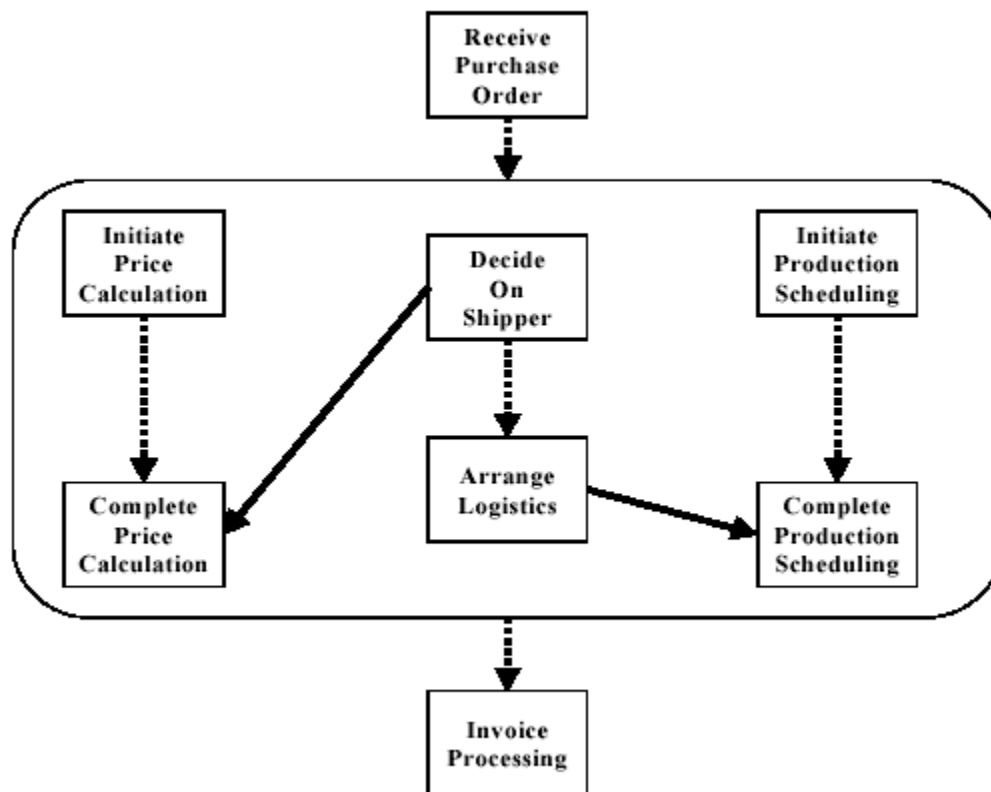 Receive
Purchase
Order
Initiate
Price
Calculation
Decide
On
Shipper
Initiate
Production
Scheduling
Complete
Price
Calculation
Arrange
Logistics
Complete
Production
Scheduling
Invoice
Processing